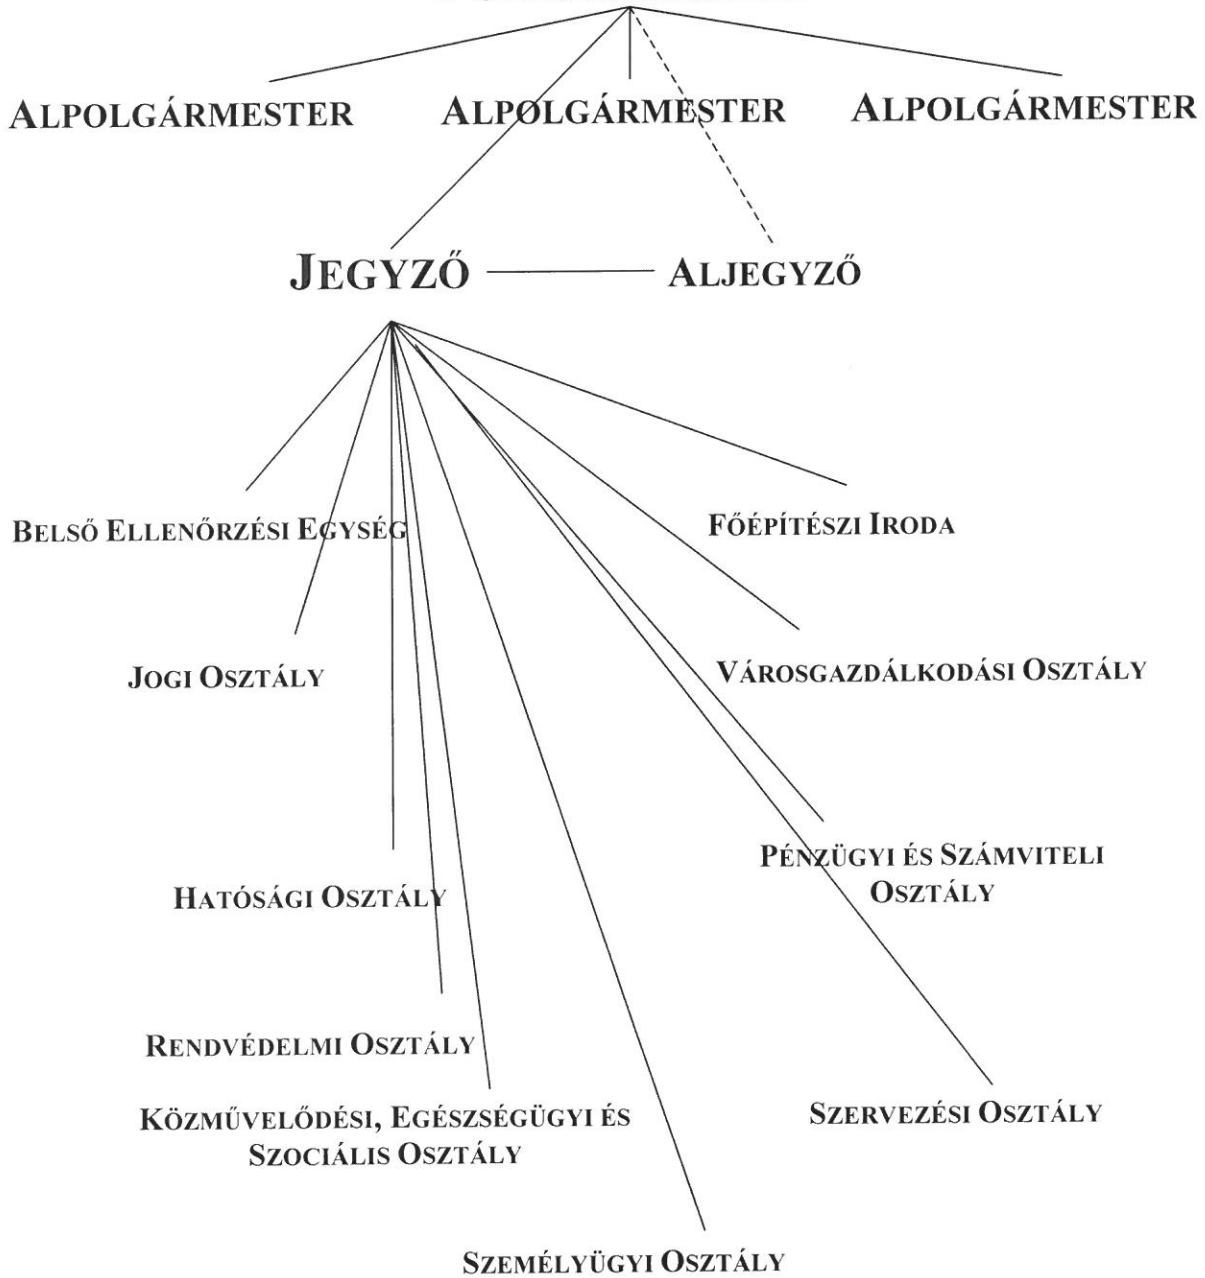 ALPOLGÁRMESTER ALPOLGÁRMESTER ALPOLGÁRMESTER
JEGYZŐ ALJEGYZŐ
BELSŐ ELLENŐRZÉSI EGYSÉG FŐÉPÍTÉSZI IRODA
JOGI OSZTÁLY VÁROSGAZDÁLKODÁSI OSZTÁLY
PÉNZÜGYI ÉS SZÁMVITELI
OSZTÁLY
HATÓSÁGI OSZTÁLY
RENDVÉDELMI OSZTÁLY
KÖZMŰVELŐDÉSI, EGÉSZSÉGÜGYI ÉS
SZOCIÁLIS OSZTÁLY
SZERVEZÉSI OSZTÁLY
SZEMÉLYÜGYI OSZTÁLY